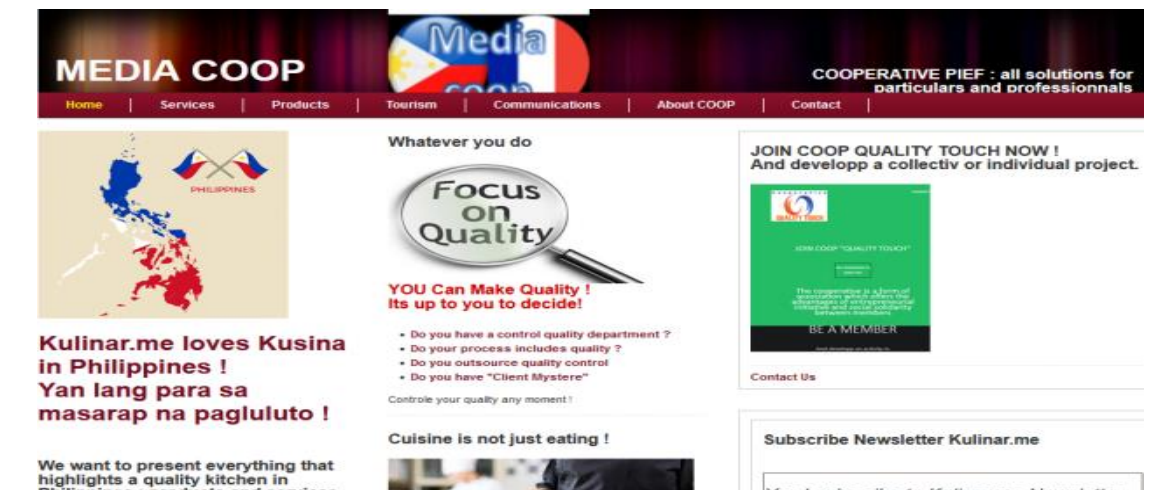 Media
coop
MEDIA COOP
COOPERATIVE PIEF : all solutions for
particulars and professionnals
Home
Services
Products
Tourism
Communications
About COOP
Contact
PHILIPPINES
Kulinar.me loves Kusina
in Philippines !
Yan lang para sa
masarap na pagluluto !
We want to present everything that
highlights a quality kitchen in
Whatever you do
Focus
on
Quality
YOU Can Make Quality !
Its up to you to decide!
• Do you have a control quality department ?
• Do your process includes quality ?
• Do you outsource quality control
• Do you have "Client Mystere"
Controle your quality any moment !
Cuisine is not just eating !
JOIN COOP QUALITY TOUCH NOW !
And developp a collectiv or individual project.
QUALITY TOUCH
JOIN COOP "QUALITY TOUCH"
The cooperative is a form of
association which offers the
advantages of entrepreneurial
initiative and social solidarity
between members
BE A MEMBER
Contact Us
Subscribe Newsletter Kulinar.me